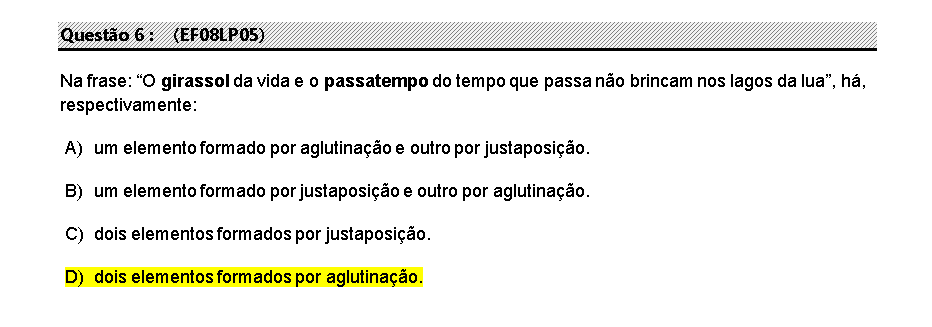 Questão 6 : (EF08LP05)
Na frase: “O girassol da vida e o passatempo do tempo que passa não brincam nos lagos da lua”, há,
respectivamente:
A) um elemento formado por aglutinação e outro por justaposição.
B) um elemento formado por justaposição e outro por aglutinação.
C) dois elementos formados por justaposição.
D) dois elementos formados por aglutinação.